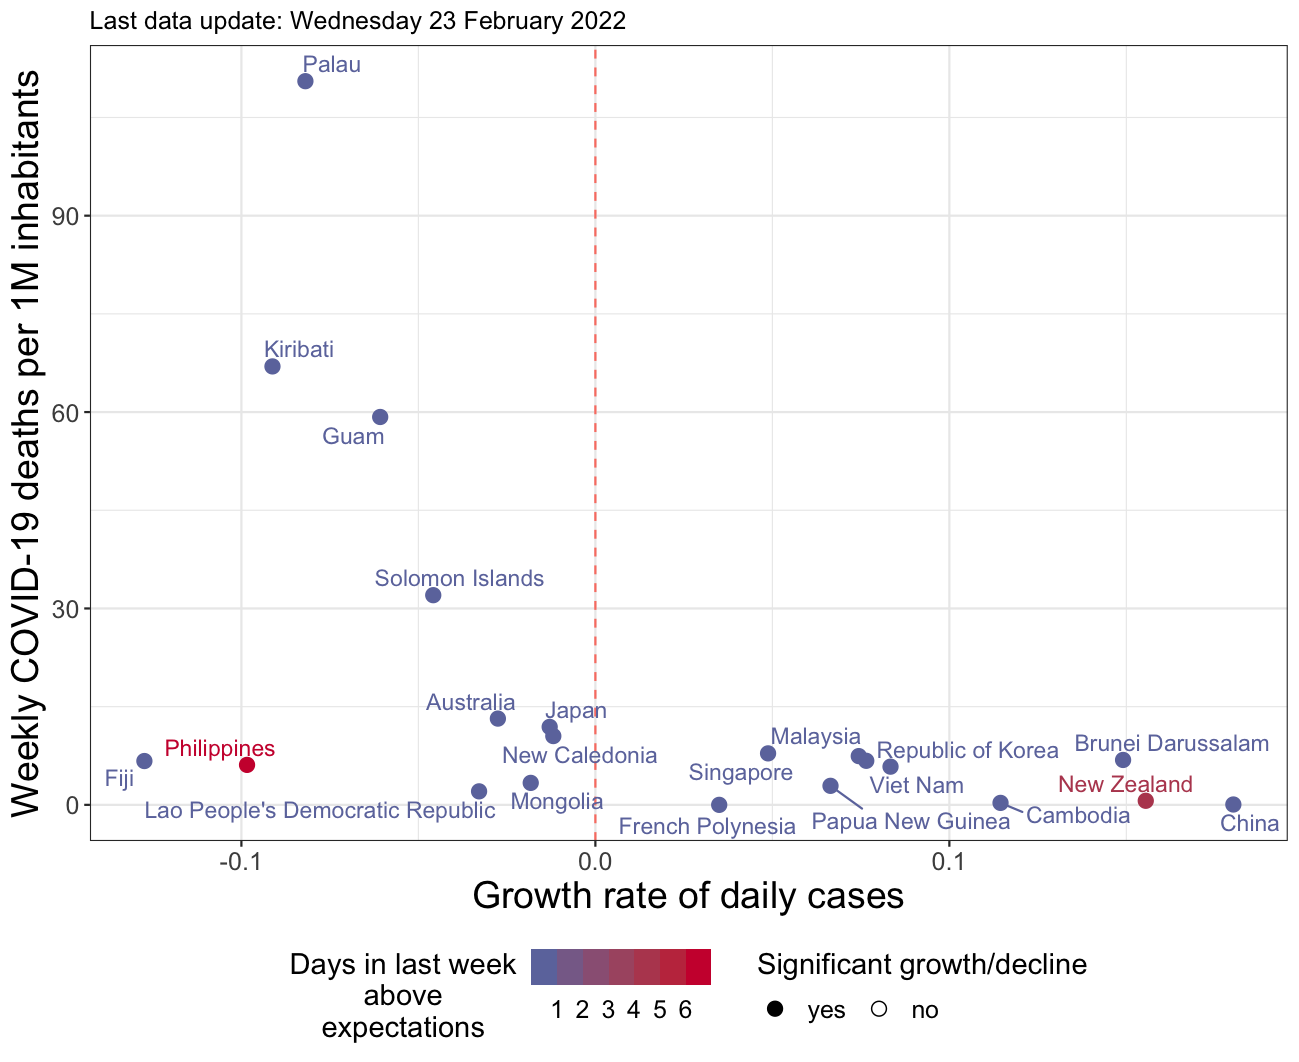 Last data update: Wednesday 23 February 2022
Weekly COVID-19 deaths per 1M inhabitants
90
60
30
0
Palau
Kiribati
Guam
Solomon Islands
Australia
Japan
New Caledonia
Philippines
Fiji
Lao People's Democratic Republic
Mongolia
Malaysia
Singapore
Republic of Korea
Viet Nam
Brunei Darussalam
New Zealand
French Polynesia
Papua New Guinea
Cambodia
China
-0.1
0.0
0.1
Growth rate of daily cases
Days in last week
above
expectations
1 2 3 4 5 6
Significant growth/decline
yes
no